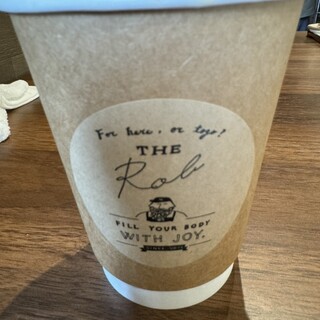 For here, or togo!
THE
Rob
FILL YOUR BODY
WITH JOY.